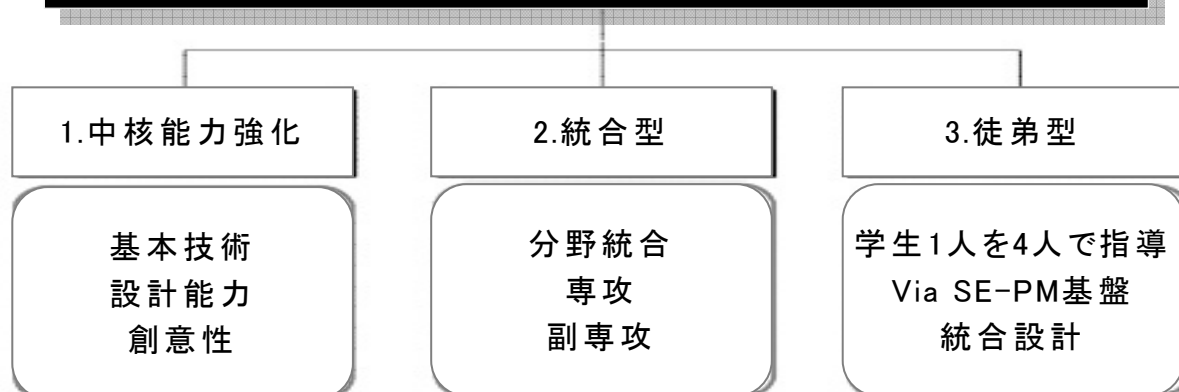 1.中核能力強化
2.統合型
3.徒弟型
基本技術
設計能力
創意性
分野統合
専攻
副専攻
学生1人を4人で指導
Via SE-PM基盤
統合設計